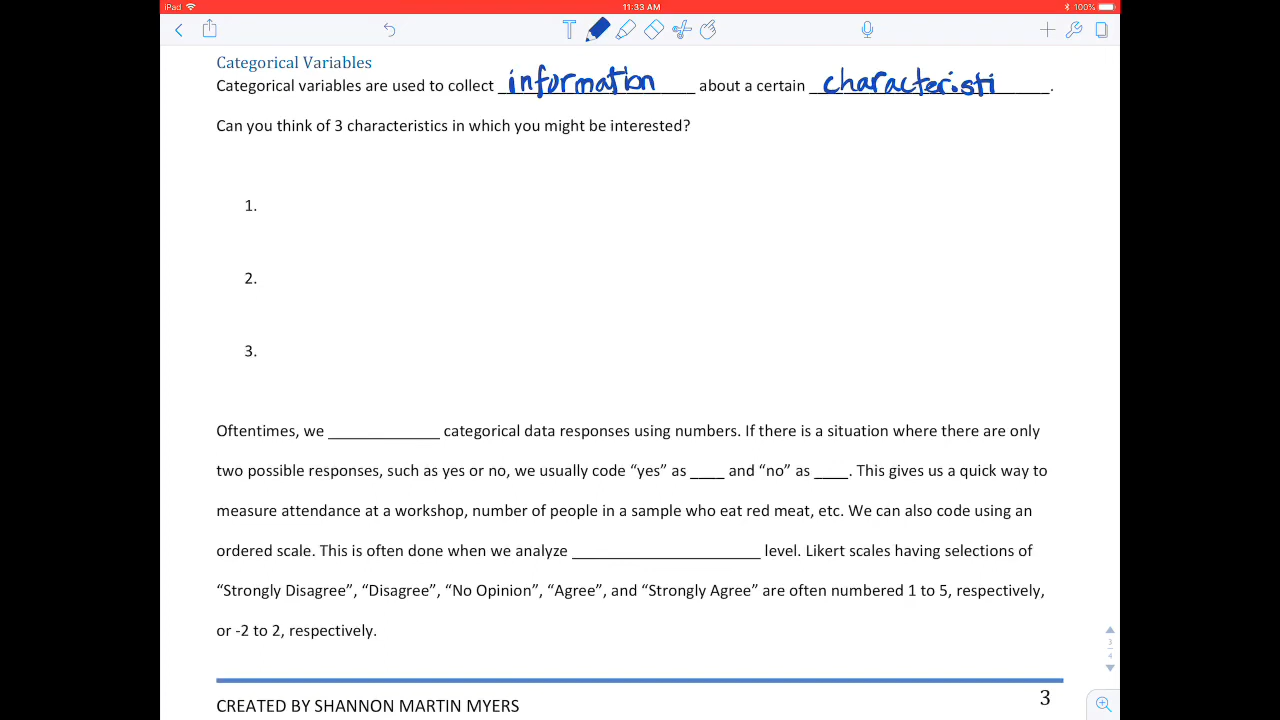 iPad 11:33 AM 100%
T
Categorical Variables
Categorical variables are used to collect information about a certain characteristi.
Can you think of 3 characteristics in which you might be interested?
1.
2.
3.
Oftentimes, we ______________ categorical data responses using numbers. If there is a situation where there are only
two possible responses, such as yes or no, we usually code “yes” as ____ and “no” as ____. This gives us a quick way to
measure attendance at a workshop, number of people in a sample who eat red meat, etc. We can also code using an
ordered scale. This is often done when we analyze ______________________ level. Likert scales having selections of
“Strongly Disagree”, “Disagree”, “No Opinion”, “Agree”, and “Strongly Agree” are often numbered 1 to 5, respectively,
or -2 to 2, respectively.
3
4
CREATED BY SHANNON MARTIN MYERS 3